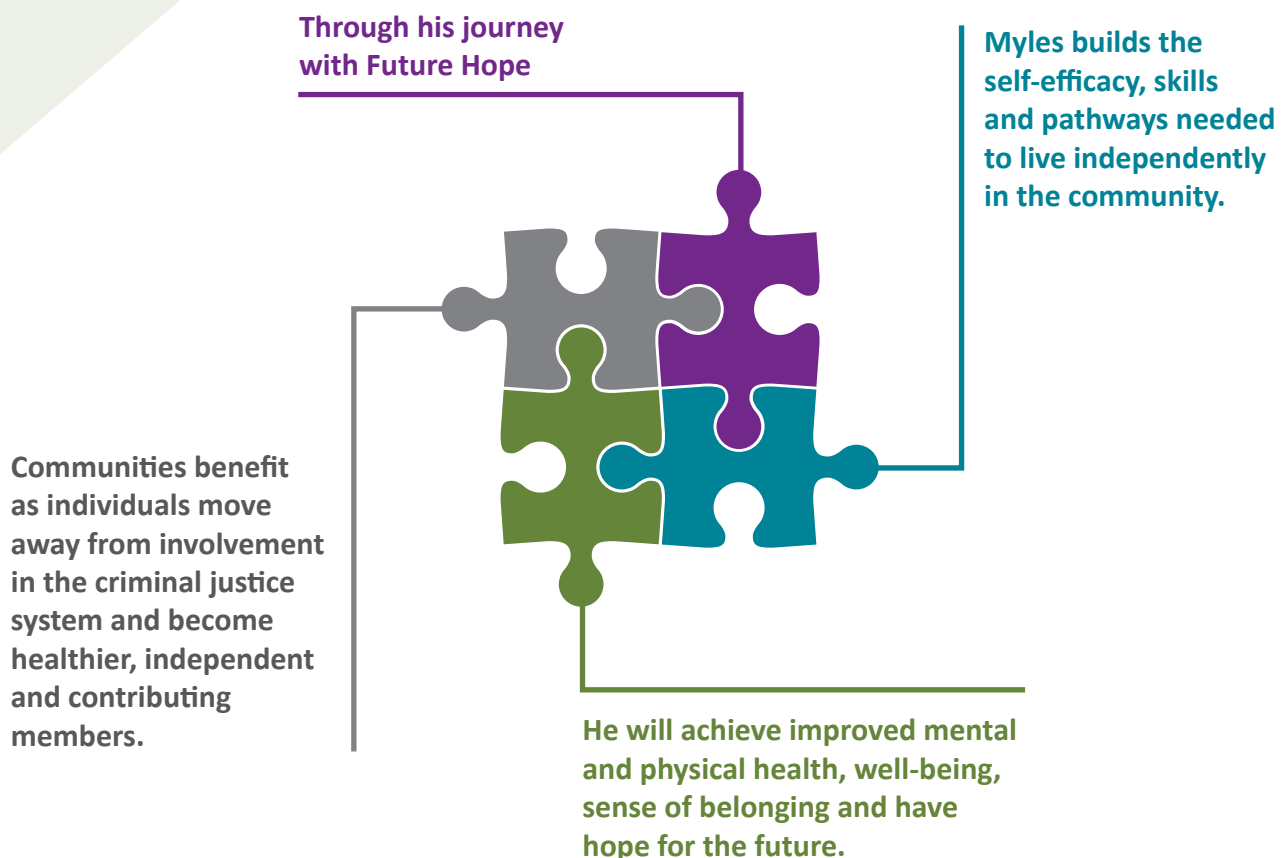 Through his journey
with Future Hope
Myles builds the
self-efficacy, skills
and pathways needed
to live independently
in the community.
He will achieve improved mental
and physical health, well-being,
sense of belonging and have
hope for the future.
Communities benefit
as individuals move
away from involvement
in the criminal justice
system and become
healthier, independent
and contributing
members.